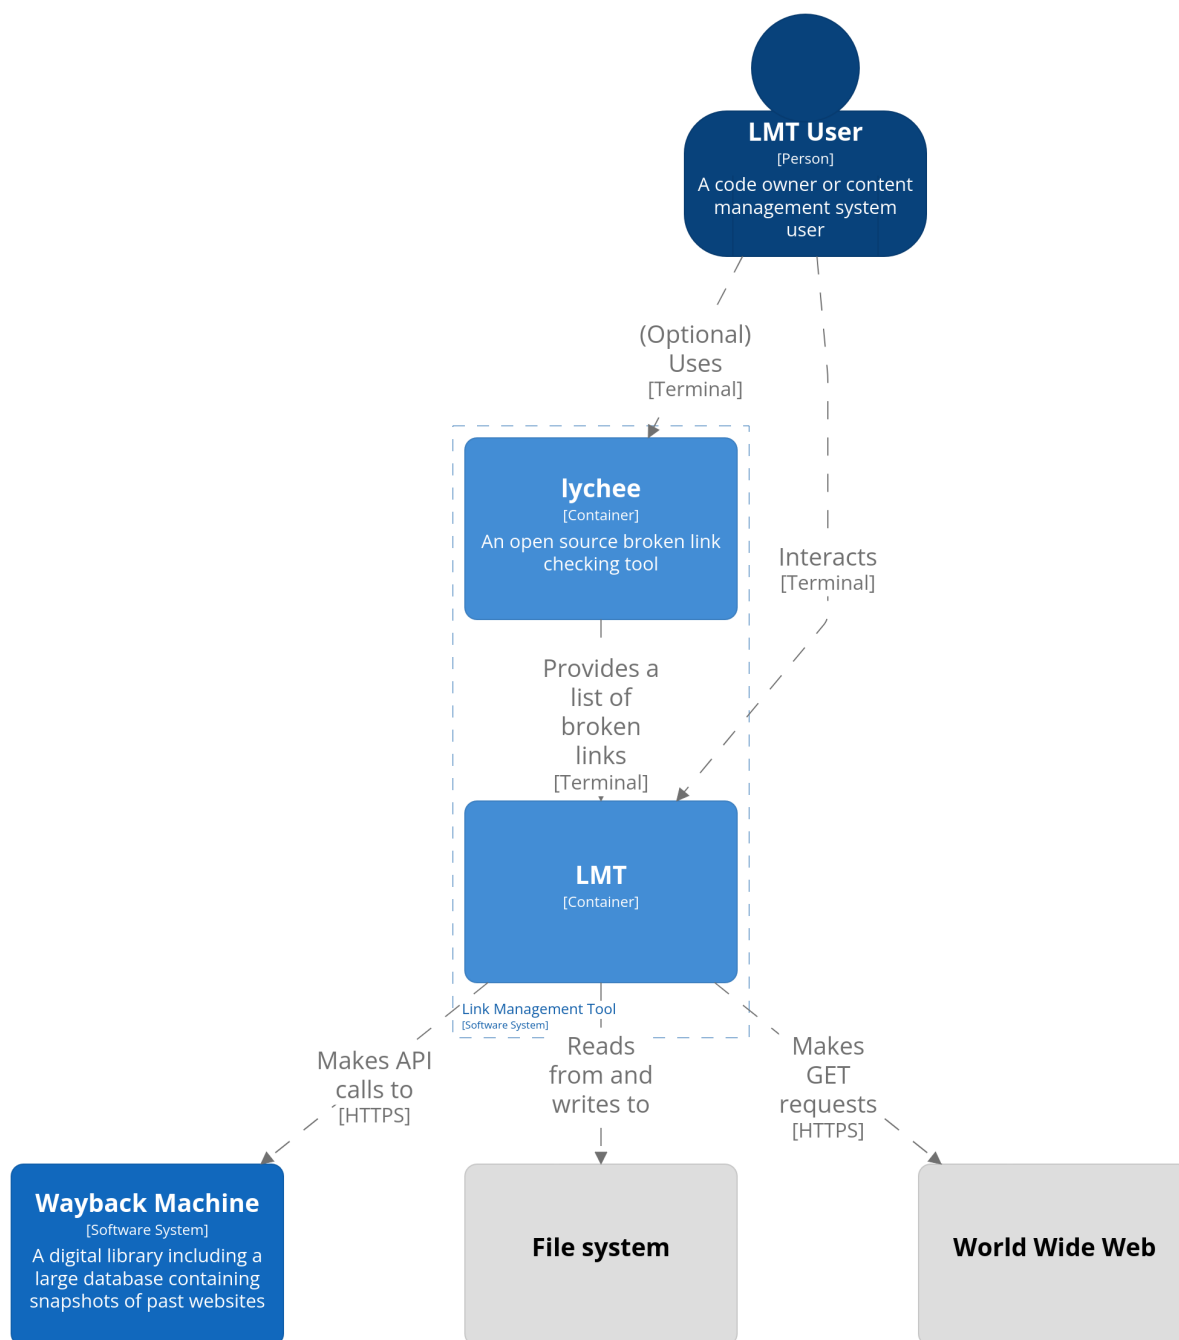 LMT User
[Person]
A code owner or content
management system
user
(Optional)
Uses
[Terminal]
lychee
[Container]
An open source broken link
checking tool
Interacts
[Terminal]
Provides a
list of
broken
links
[Terminal]
LMT
[Container]
Link Management Tool
[Software System]
Makes API
calls to
[HTTPS]
Reads
from and
writes to
Makes
GET
requests
[HTTPS]
Wayback Machine
[Software System]
A digital library including a
large database containing
snapshots of past websites
File system
World Wide Web